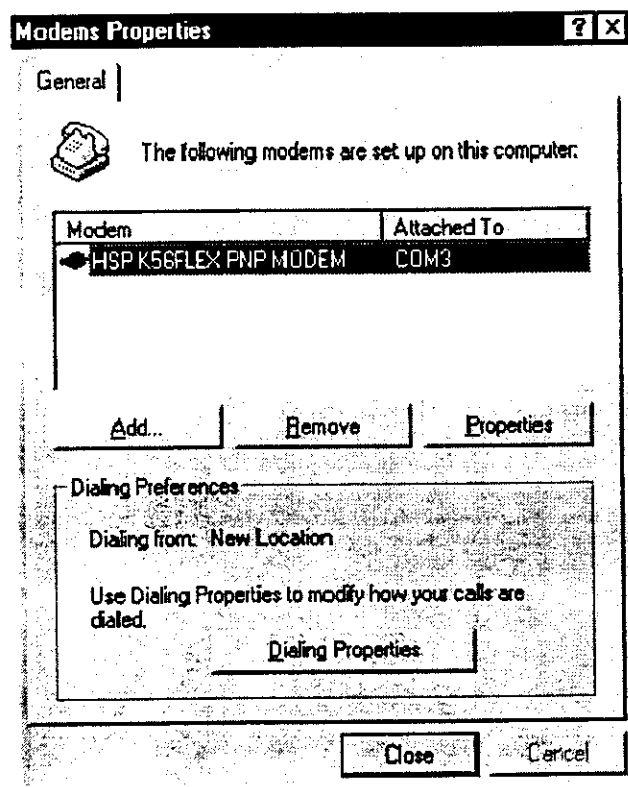 Modems Properties ? X
General
The following modems are set up on this computer:
Modem Attached To
HSP K56FLEX PNP MODEM COM3
Add... Remove Properties
Dialing Preferences
Dialing from: New Location
Use Dialing Properties to modify how your calls are
dialed.
Dialing Properties
Close Cancel